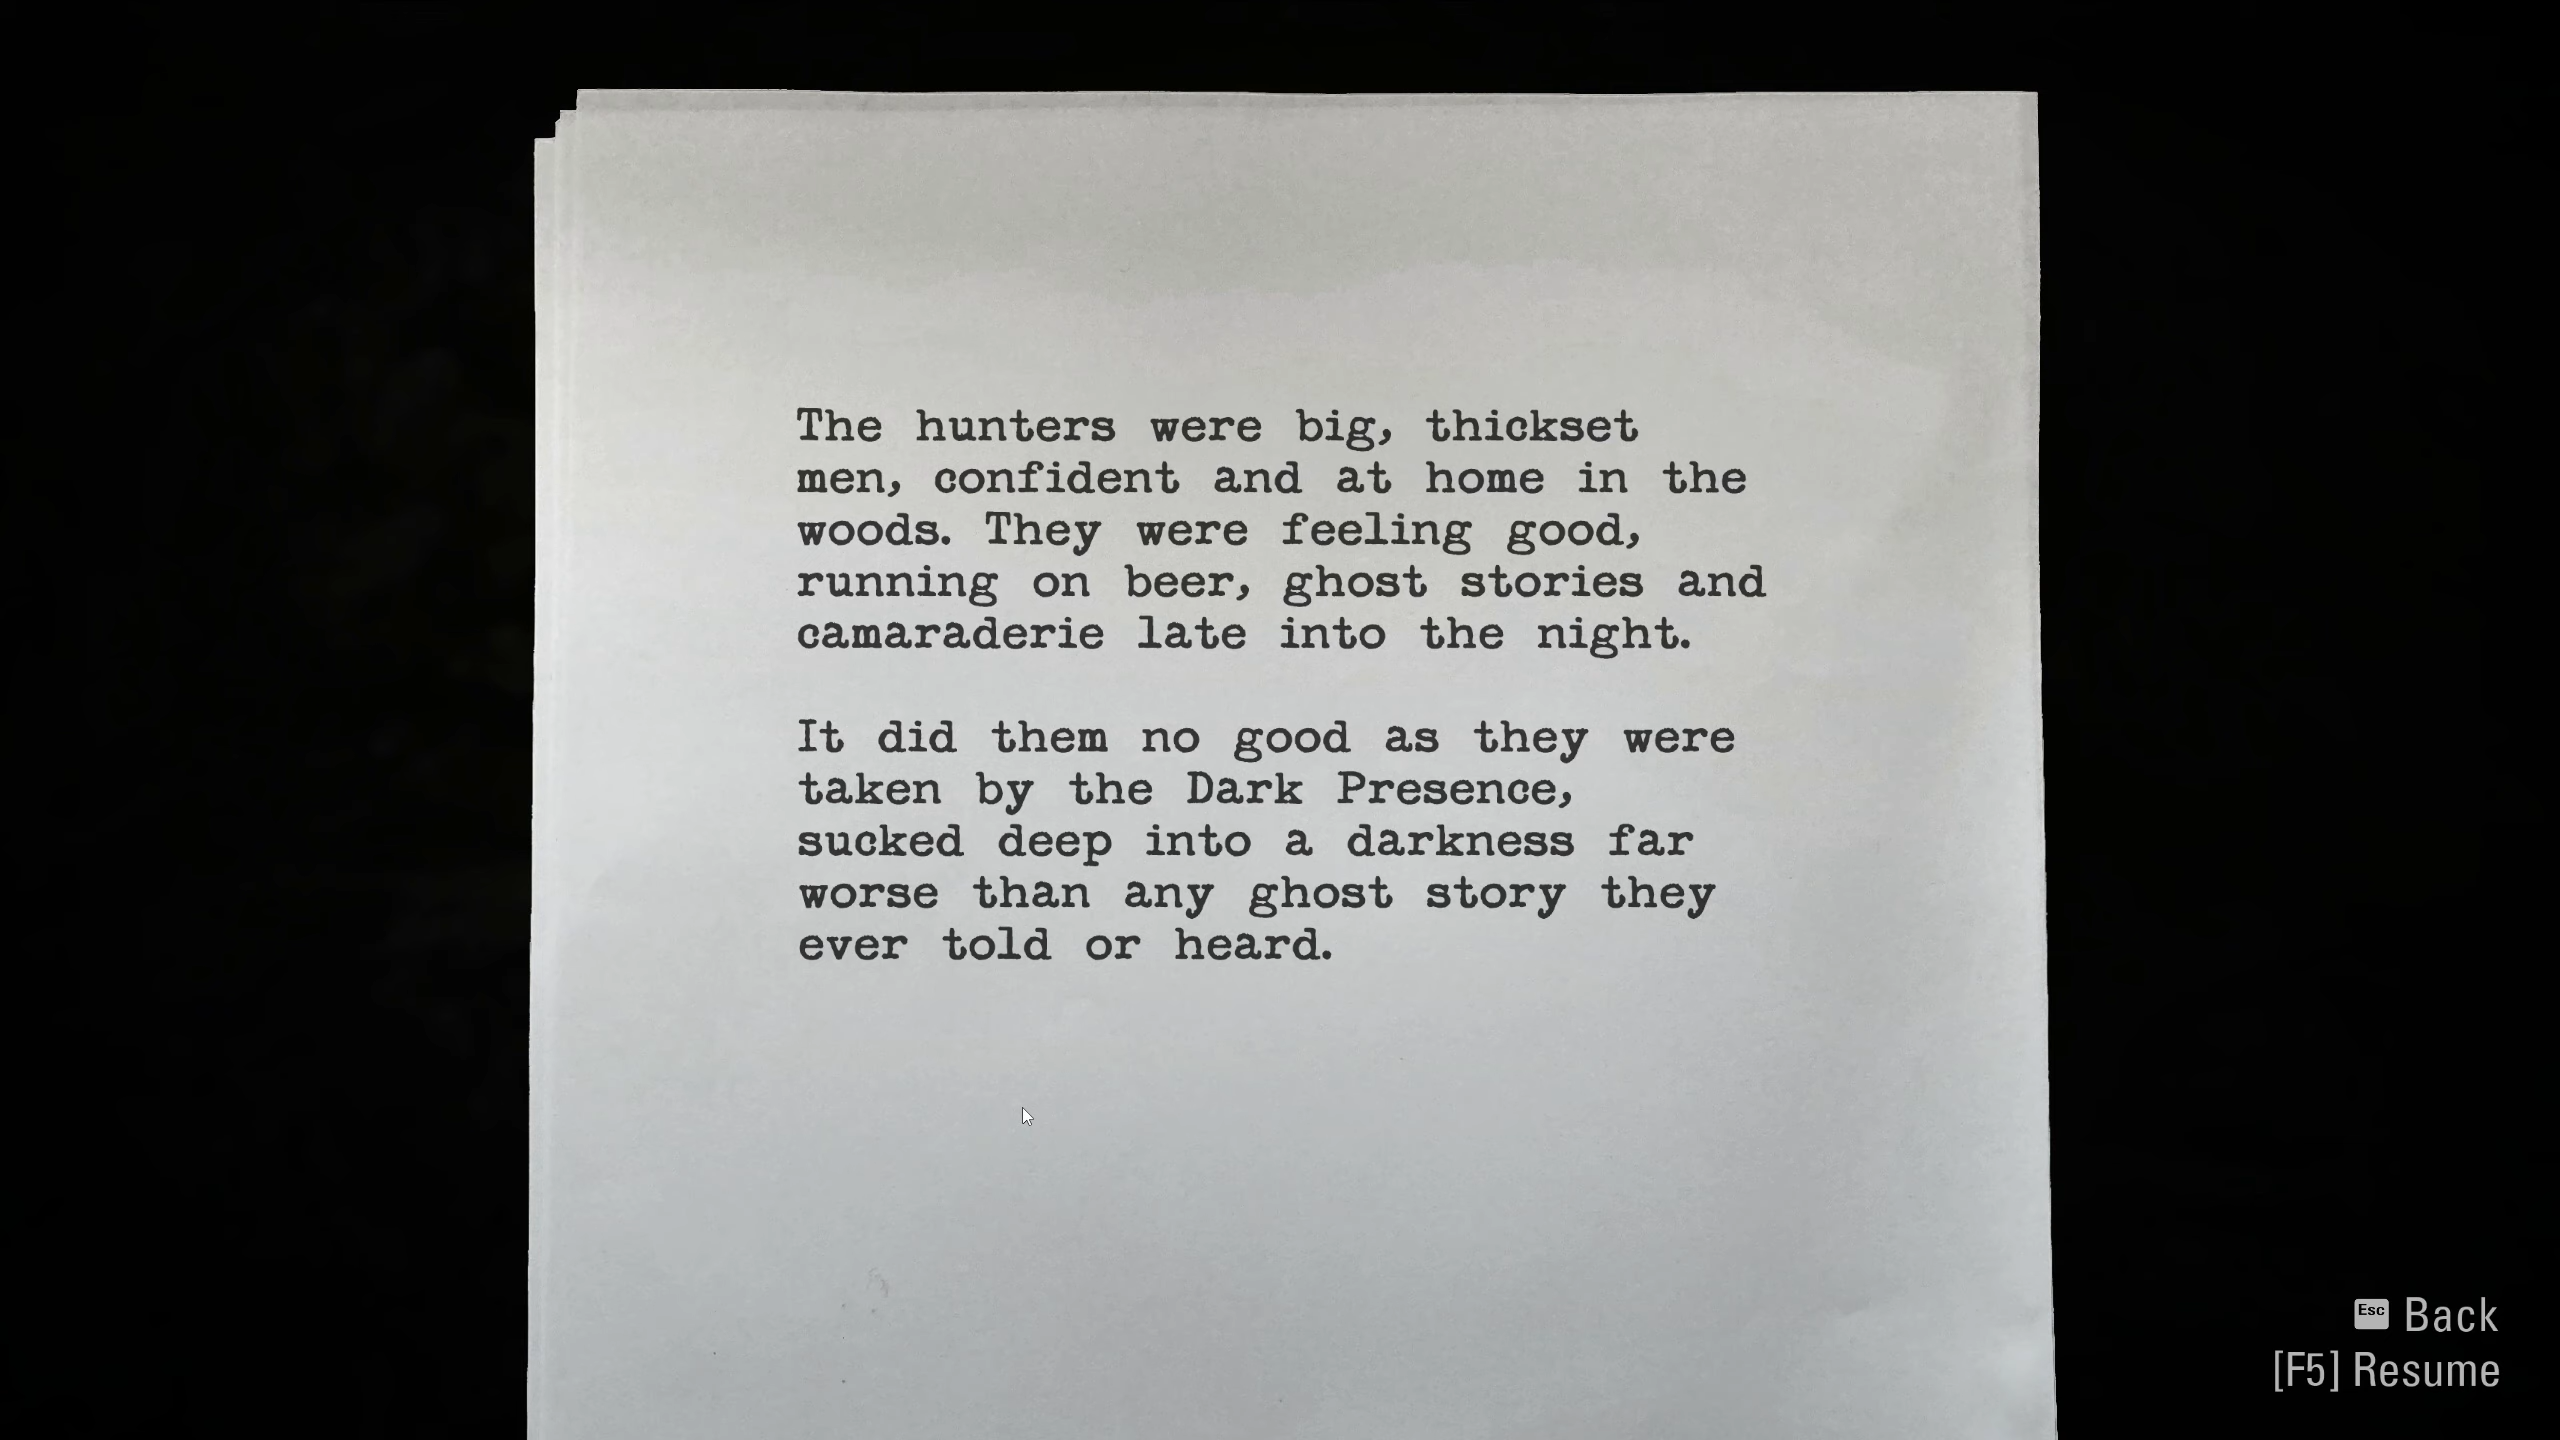 The hunters were big, thickset
men, confident and at home in the
woods. They were feeling good,
running on beer, ghost stories and
camaraderie late into the night.
It did them no good as they were
taken by the Dark Presence,
sucked deep into a darkness far
worse than any ghost story they
ever told or heard.
Esc Back
[F5] Resume